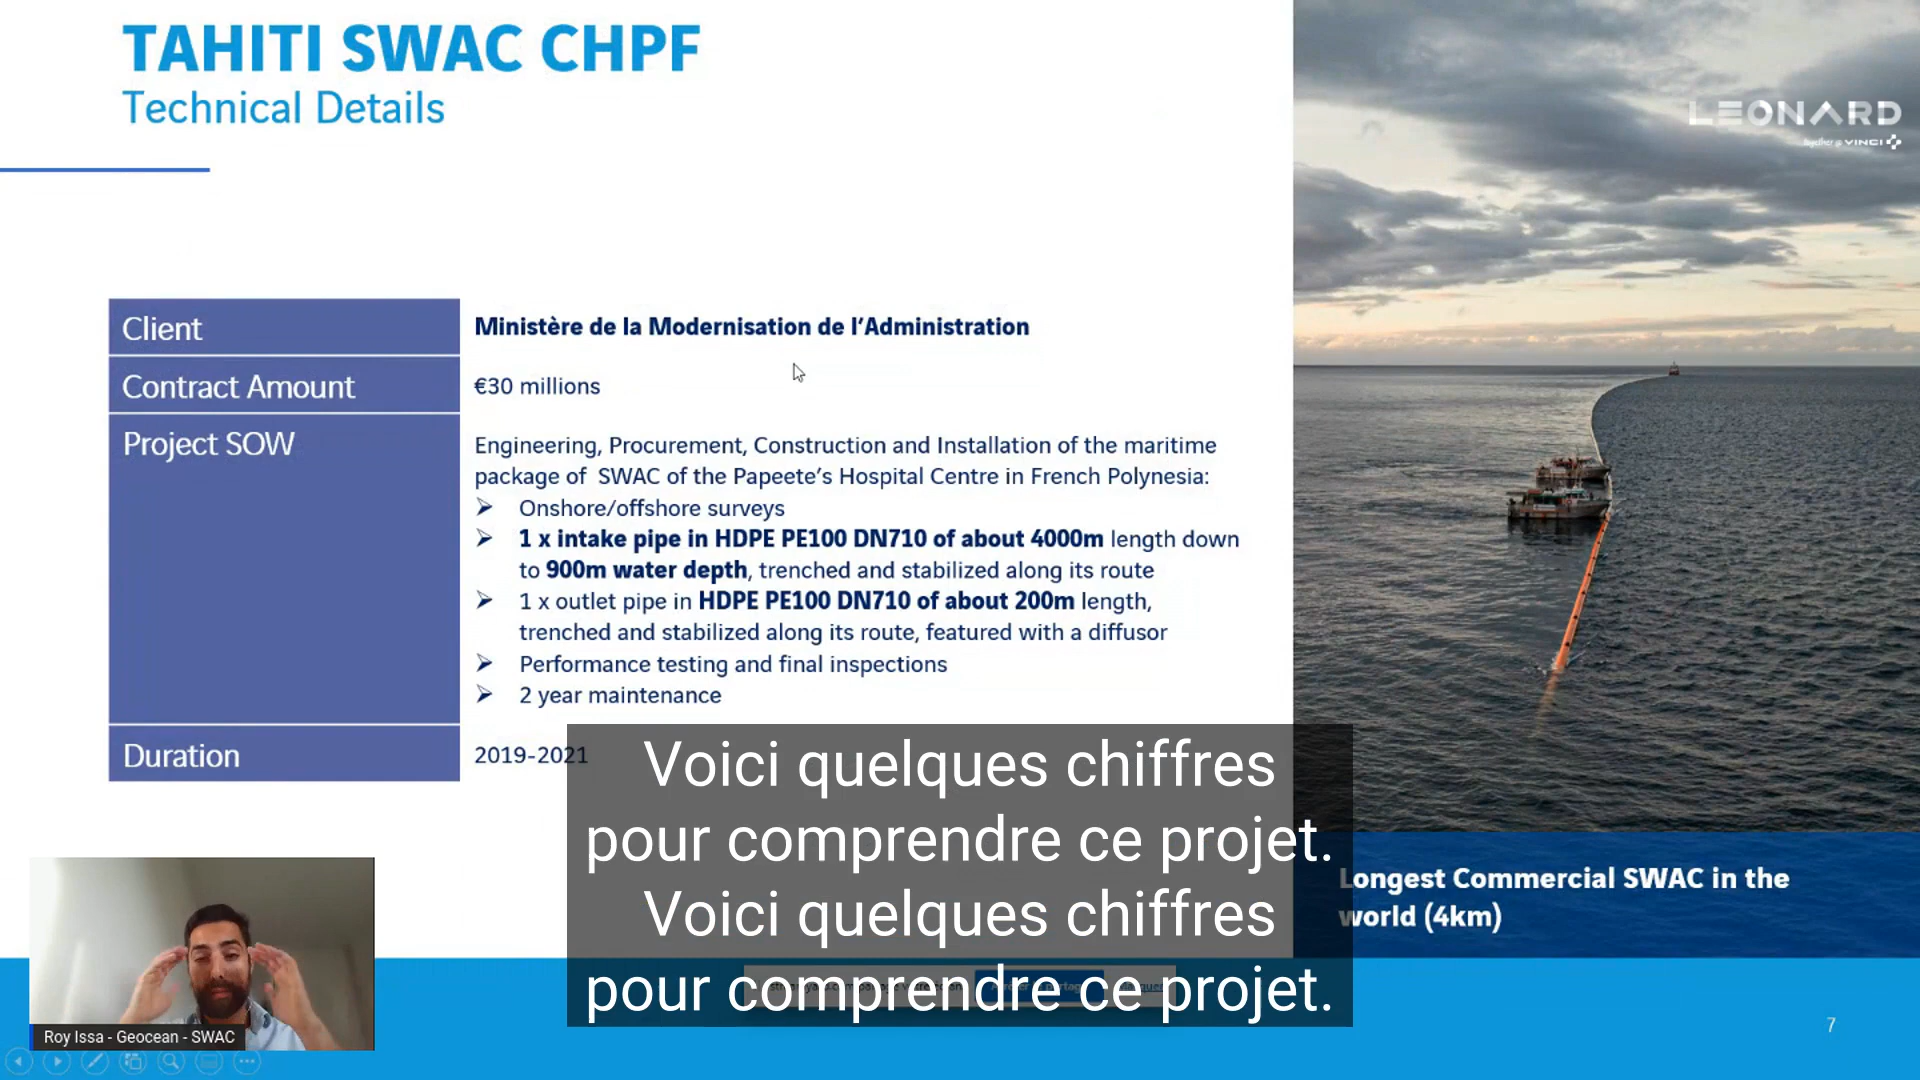 TAHITI SWAC CHPF
Technical Details
LEONARD
together @ VINCI
Client
Ministère de la Modernisation de l’Administration
Contract Amount
€30 millions
Project SOW
Engineering, Procurement, Construction and Installation of the maritime
package of SWAC of the Papeete’s Hospital Centre in French Polynesia:
Onshore/offshore surveys
1 x intake pipe in HDPE PE100 DN710 of about 4000m length down
to 900m water depth, trenched and stabilized along its route
1 x outlet pipe in HDPE PE100 DN710 of about 200m length,
trenched and stabilized along its route, featured with a diffusor
Performance testing and final inspections
2 year maintenance
Duration
2019-2021
Voici quelques chiffres
pour comprendre ce projet.
Voici quelques chiffres
pour comprendre ce projet.
Longest Commercial SWAC in the
world (4km)
Roy Issa - Geocean - SWAC
7